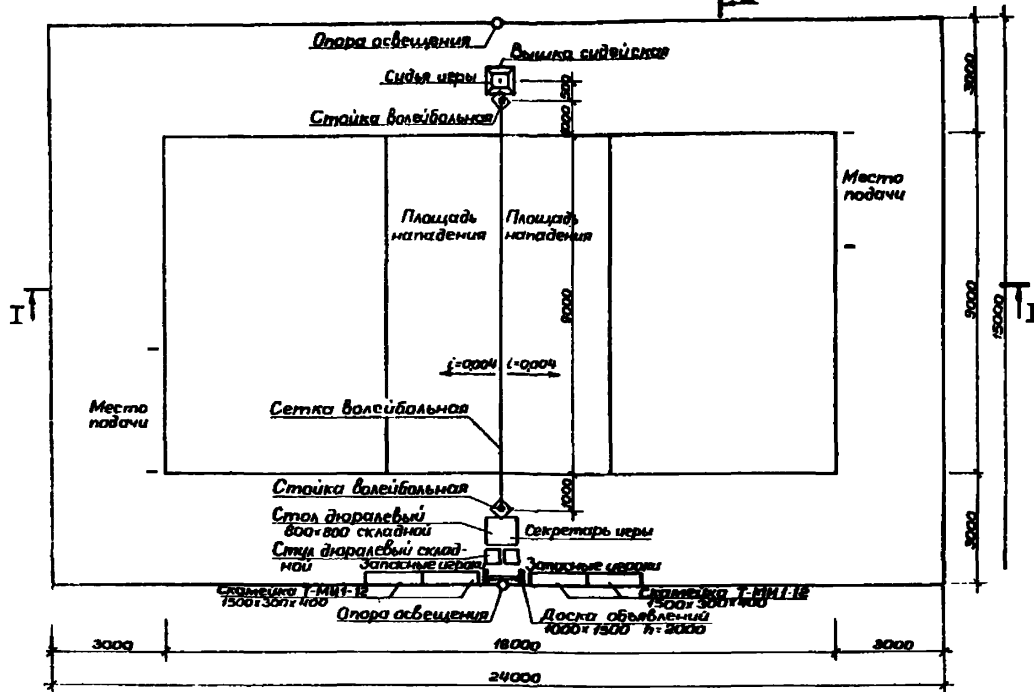 Опора освещения
Вышка судейская
Судья игры
Стойка волейбольная
500
1000
3000
Место
подачи
Площадь
нападения
Площадь
нападения
I
I
9000
9000
15000
i=0,004
i=0,004
Место
подачи
Сетка волейбольная
Стойка волейбольная
1000
Стол дюралевый
800×800 складной
Секретарь игры
3000
Стул дюралевый склад-
ной
Запасные игроки
Запасные игроки
Скамейка Т-МИ1-12
1500×300×400
Скамейка Т-МИ1-12
1500×300×400
Опора освещения
Доска объявлений
1000×1500 h=2000
3000
18000
3000
24000